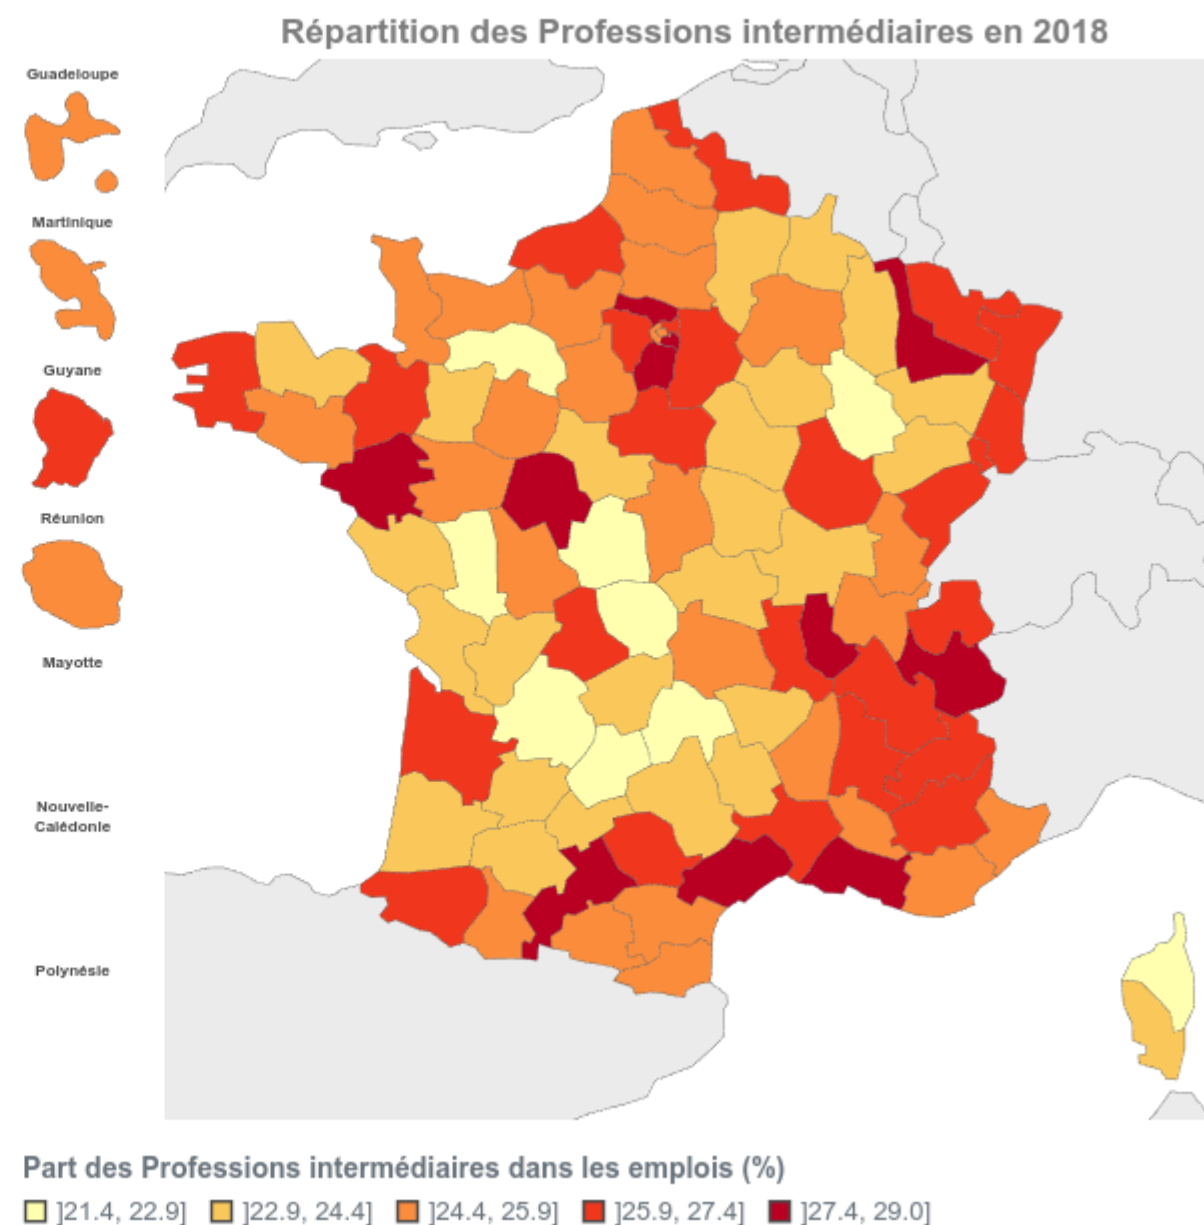 Répartition des Professions intermédiaires en 2018
Guadeloupe
Martinique
Guyane
Réunion
Mayotte
Nouvelle-
Calédonie
Polynésie
Part des Professions intermédiaires dans les emplois (%)
]21.4, 22.9] ]22.9, 24.4] ]24.4, 25.9] ]25.9, 27.4] ]27.4, 29.0]